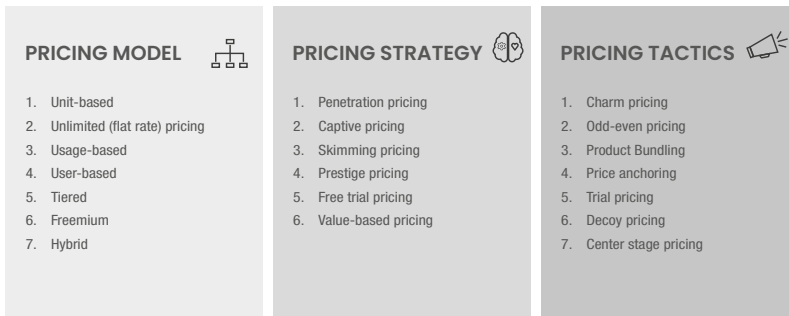 PRICING MODEL
1. Unit-based
2. Unlimited (flat rate) pricing
3. Usage-based
4. User-based
5. Tiered
6. Freemium
7. Hybrid
PRICING STRATEGY
1. Penetration pricing
2. Captive pricing
3. Skimming pricing
4. Prestige pricing
5. Free trial pricing
6. Value-based pricing
PRICING TACTICS
1. Charm pricing
2. Odd-even pricing
3. Product Bundling
4. Price anchoring
5. Trial pricing
6. Decoy pricing
7. Center stage pricing